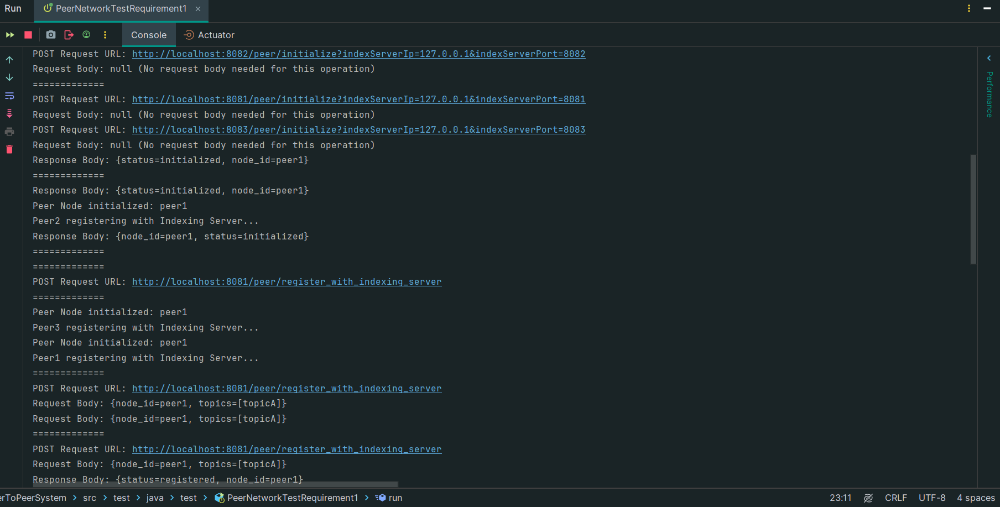 Run
PeerNetworkTestRequirement1
Console
Actuator
POST Request URL: http://localhost:8082/peer/initialize?indexServerIp=127.0.0.1&indexServerPort=8082
Request Body: null (No request body needed for this operation)
=============
POST Request URL: http://localhost:8081/peer/initialize?indexServerIp=127.0.0.1&indexServerPort=8081
Request Body: null (No request body needed for this operation)
POST Request URL: http://localhost:8083/peer/initialize?indexServerIp=127.0.0.1&indexServerPort=8083
Request Body: null (No request body needed for this operation)
Response Body: {status=initialized, node_id=peer1}
=============
Response Body: {status=initialized, node_id=peer1}
Peer Node initialized: peer1
Peer2 registering with Indexing Server...
Response Body: {node_id=peer1, status=initialized}
=============
=============
POST Request URL: http://localhost:8081/peer/register_with_indexing_server
=============
Peer Node initialized: peer1
Peer3 registering with Indexing Server...
Peer Node initialized: peer1
Peer1 registering with Indexing Server...
=============
POST Request URL: http://localhost:8081/peer/register_with_indexing_server
Request Body: {node_id=peer1, topics=[topicA]}
Request Body: {node_id=peer1, topics=[topicA]}
=============
POST Request URL: http://localhost:8081/peer/register_with_indexing_server
Request Body: {node_id=peer1, topics=[topicA]}
Response Body: {status=registered, node_id=peer1}
Performance
erToPeerSystem > src > test > java > test > PeerNetworkTestRequirement1 > run
23:11 CRLF UTF-8 4 spaces